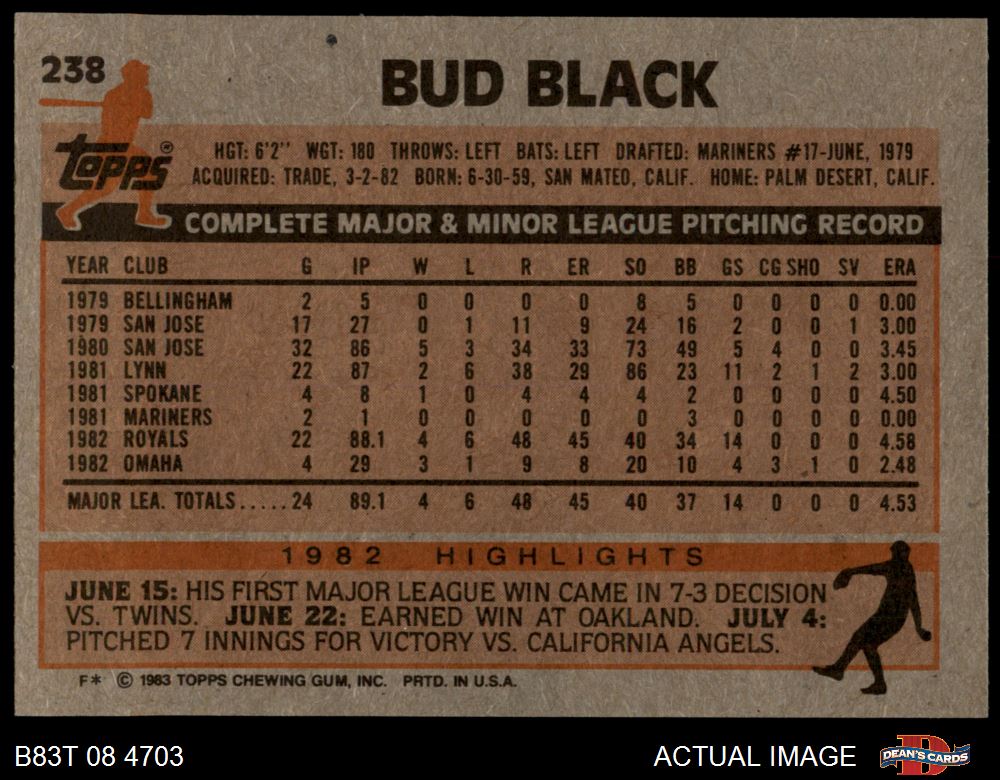 238
BUD BLACK
topps®
HGT: 6'2" WGT: 180 THROWS: LEFT BATS: LEFT DRAFTED: MARINERS #17-JUNE, 1979
ACQUIRED: TRADE, 3-2-82 BORN: 6-30-59, SAN MATEO, CALIF. HOME: PALM DESERT, CALIF.
COMPLETE MAJOR & MINOR LEAGUE PITCHING RECORD
YEAR CLUB G IP W L R ER SO BB GS CG SHO SV ERA
1979 BELLINGHAM 2 5 0 0 0 0 8 5 0 0 0 0 0.00
1979 SAN JOSE 17 27 0 1 11 9 24 16 2 0 0 1 3.00
1980 SAN JOSE 32 86 5 3 34 33 73 49 5 4 0 0 3.45
1981 LYNN 22 87 2 6 38 29 86 23 11 2 1 2 3.00
1981 SPOKANE 4 8 1 0 4 4 4 2 0 0 0 0 4.50
1981 MARINERS 2 1 0 0 0 0 0 3 0 0 0 0 0.00
1982 ROYALS 22 88.1 4 6 48 45 40 34 14 0 0 0 4.58
1982 OMAHA 4 29 3 1 9 8 20 10 4 3 1 0 2.48
MAJOR LEA. TOTALS.....24 89.1 4 6 48 45 40 37 14 0 0 0 4.53
1982 HIGHLIGHTS
JUNE 15: HIS FIRST MAJOR LEAGUE WIN CAME IN 7-3 DECISION
VS. TWINS. JUNE 22: EARNED WIN AT OAKLAND. JULY 4:
PITCHED 7 INNINGS FOR VICTORY VS. CALIFORNIA ANGELS.
F* © 1983 TOPPS CHEWING GUM, INC. PRTD. IN U.S.A.
B83T 08 4703
ACTUAL IMAGE
DEAN'S CARDS